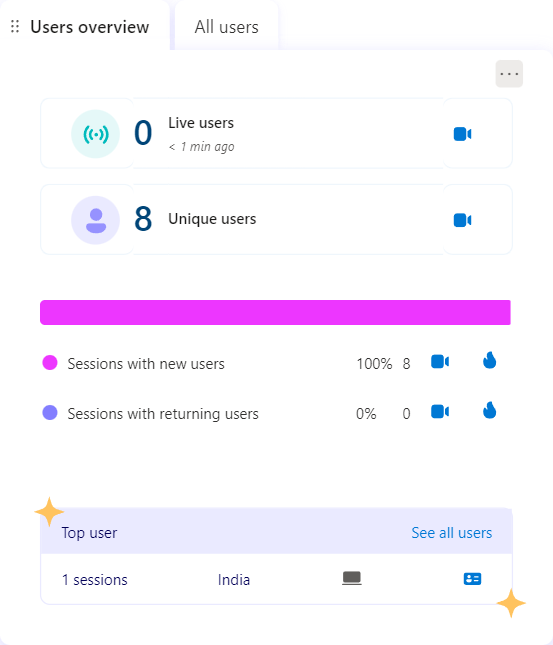 Users overview
All users
0 Live users
< 1 min ago
8 Unique users
Sessions with new users 100% 8
Sessions with returning users 0% 0
Top user See all users
1 sessions India